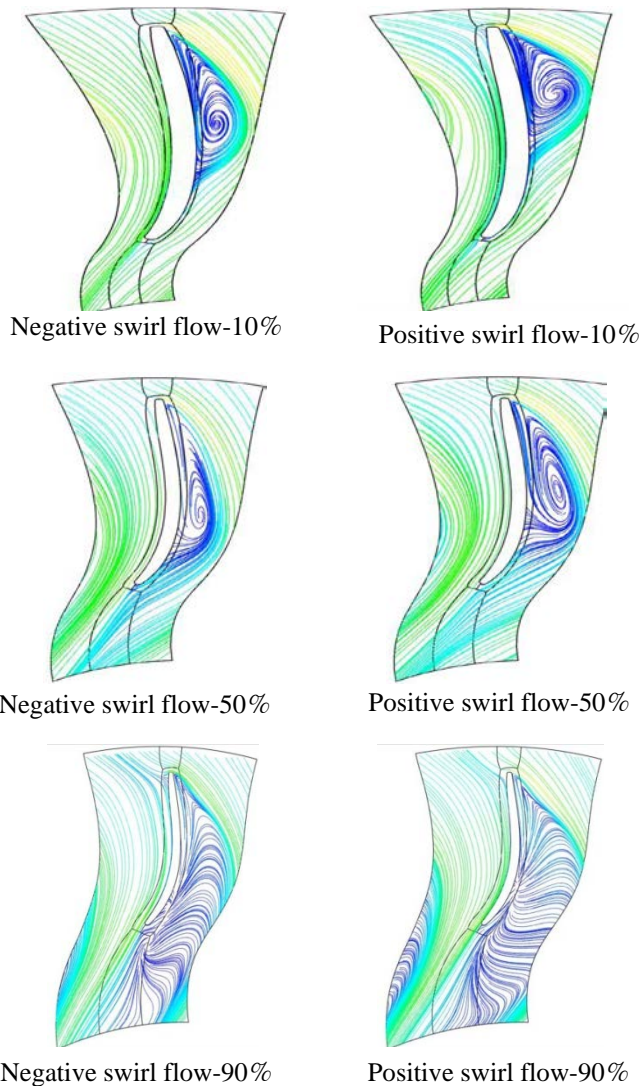 Negative swirl flow-10%
Positive swirl flow-10%
Negative swirl flow-50%
Positive swirl flow-50%
Negative swirl flow-90%
Positive swirl flow-90%